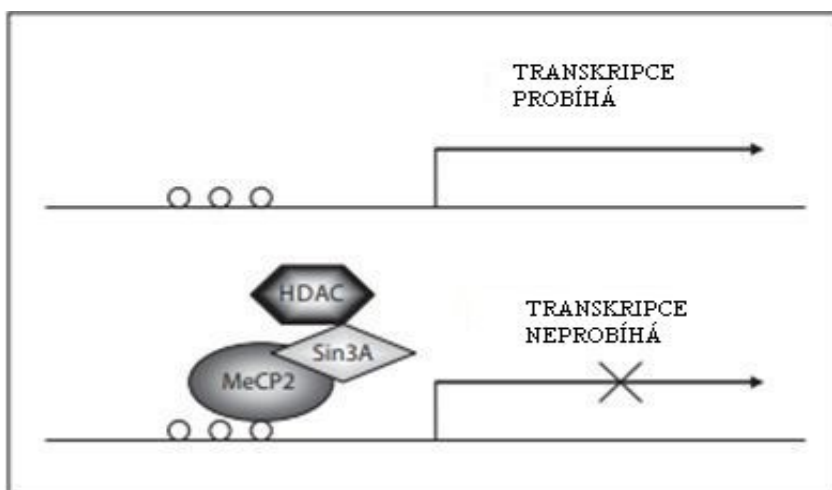 TRANSKRIPCE
PROBÍHÁ
HDAC
Sin3A
MeCP2
TRANSKRIPCE
NEPROBÍHÁ